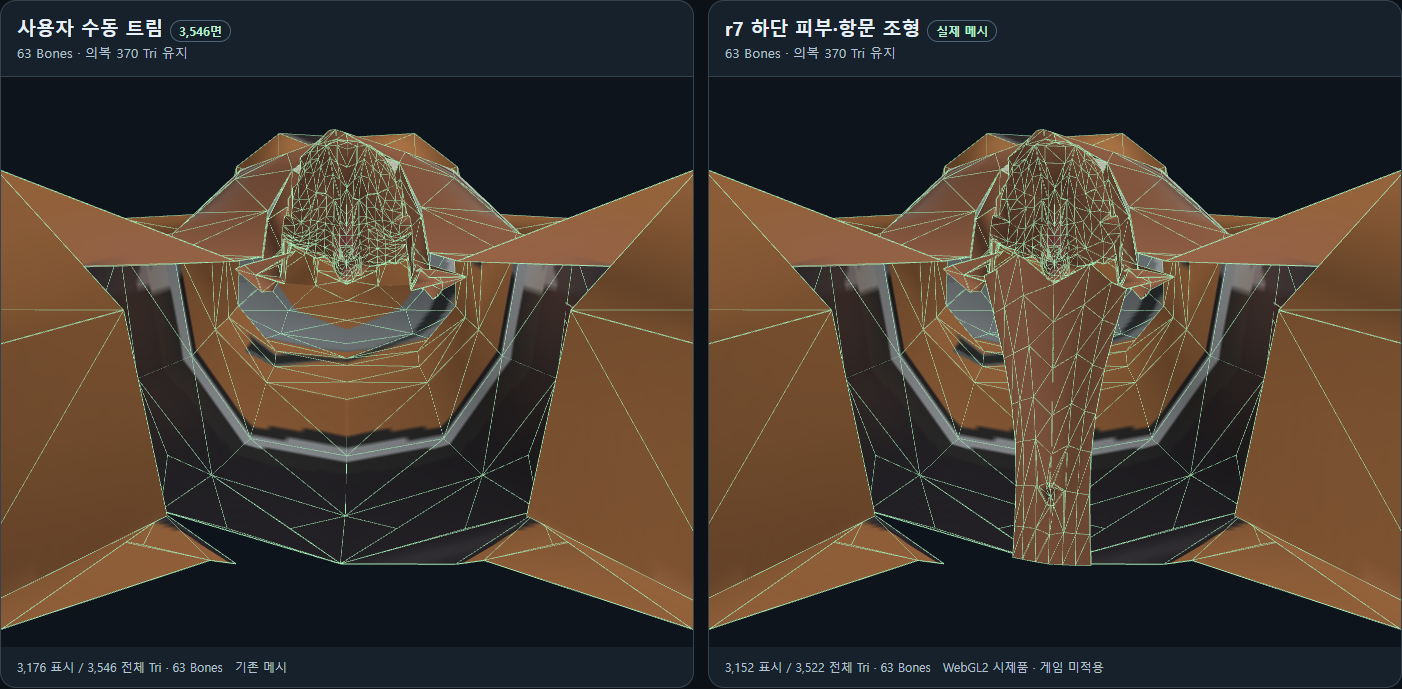 사용자 수동 트림 3,546면
63 Bones · 의복 370 Tri 유지
3,176 표시 / 3,546 전체 Tri · 63 Bones 기존 메시
r7 하단 피부·항문 조형 실제 메시
63 Bones · 의복 370 Tri 유지
3,152 표시 / 3,522 전체 Tri · 63 Bones WebGL2 시제품 · 게임 미적용